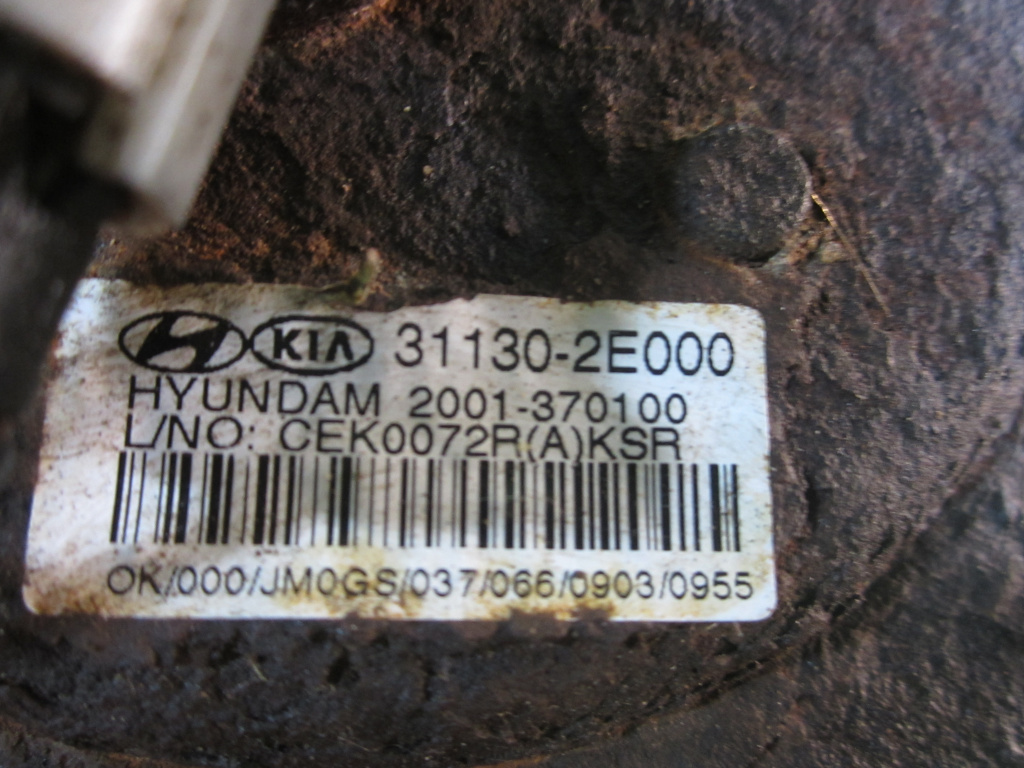 KIA 31130-2E000
HYUNDAM 2001-370100
L/NO: CEK0072R(A)KSR
OK/000/JM0GS/037/066/0903/0955